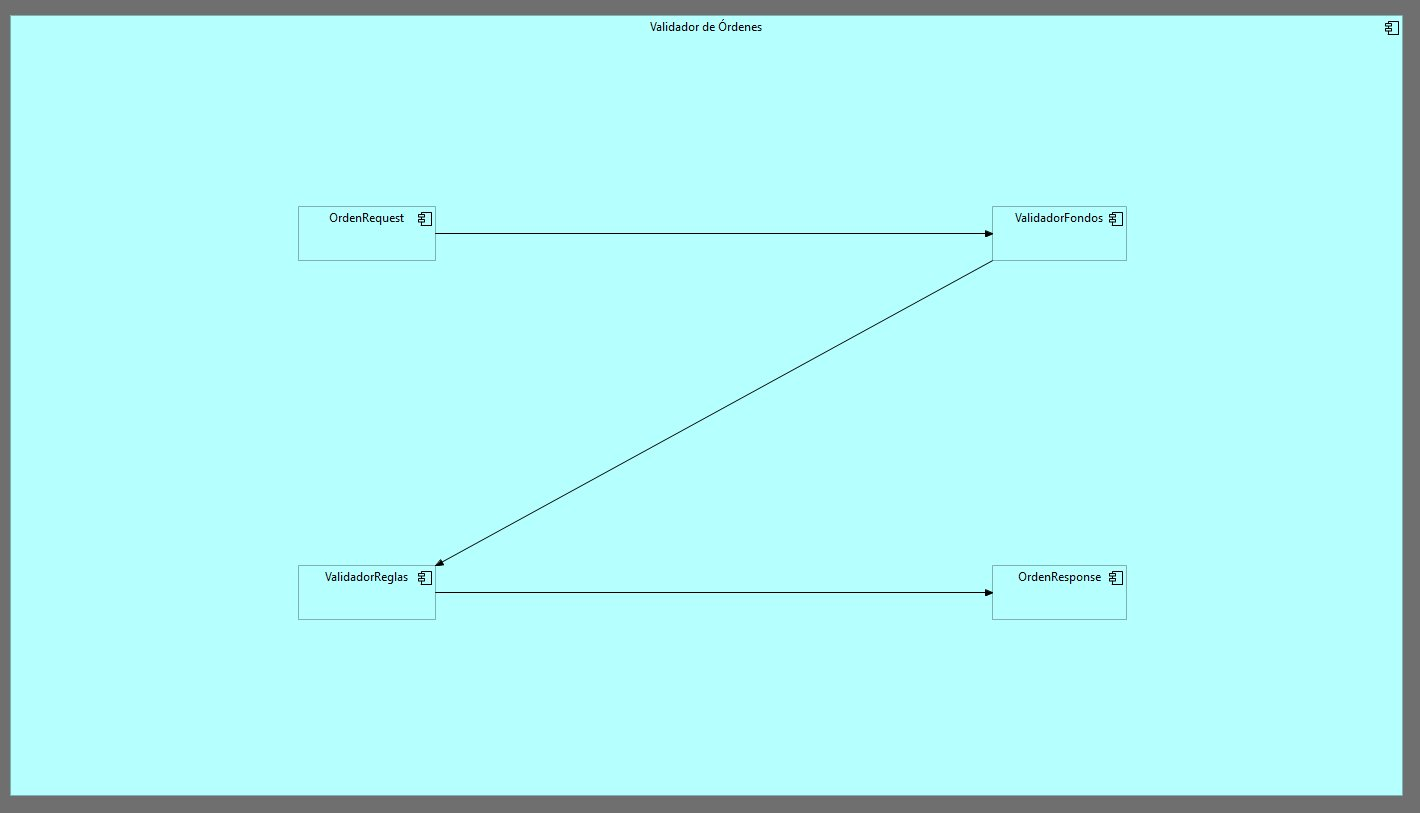 Validador de Órdenes
OrdenRequest
ValidadorFondos
ValidadorReglas
OrdenResponse